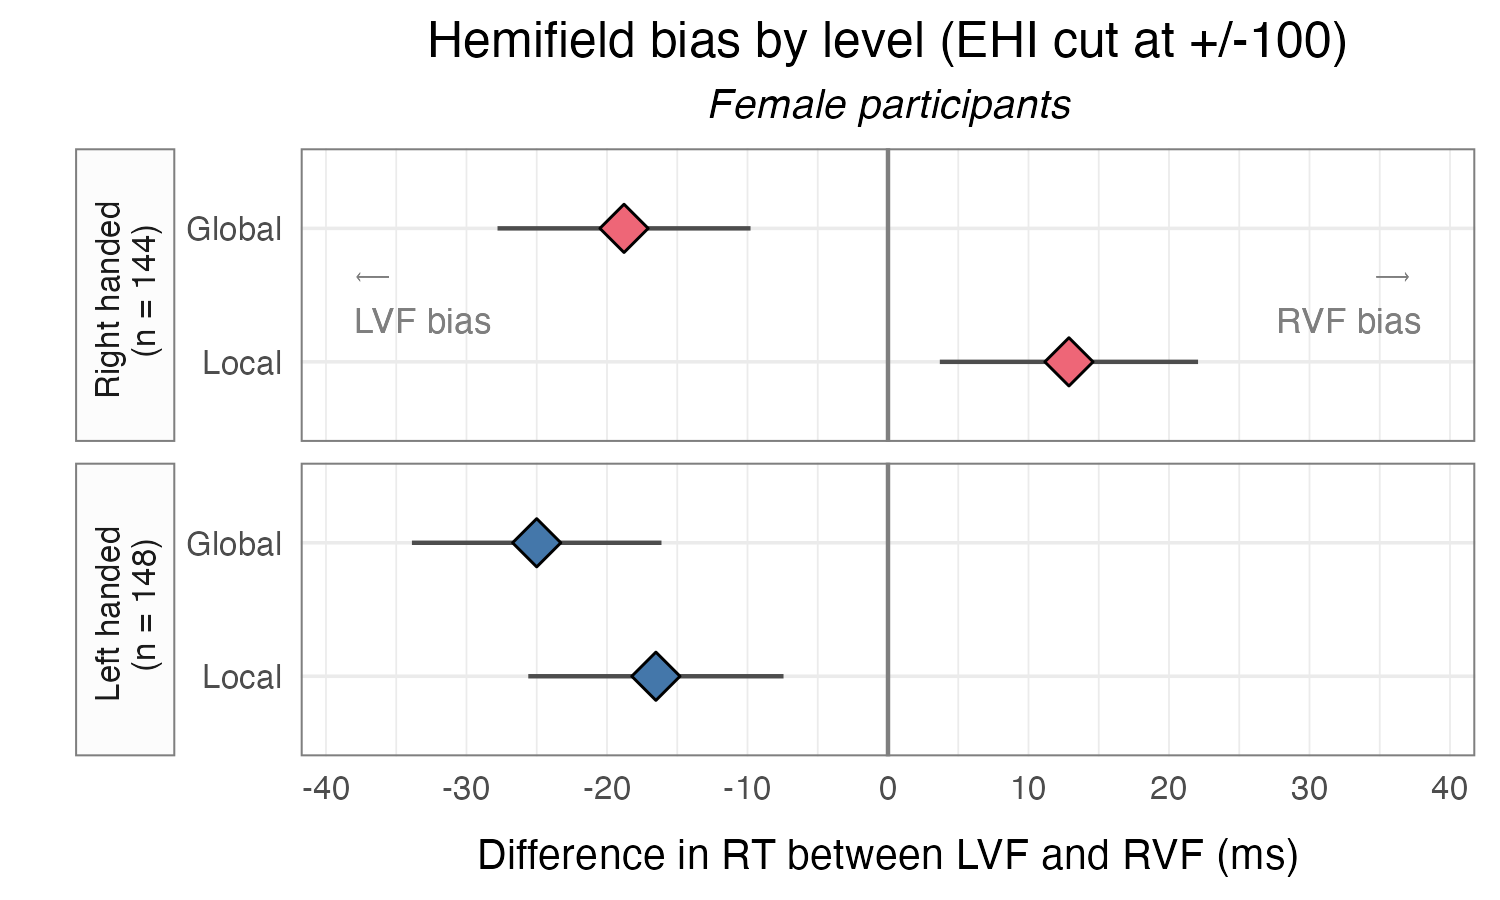 Hemifield bias by level (EHI cut at +/-100)
Female participants
Right handed
(n = 144)
Global
LVF bias
RVF bias
Local
Left handed
(n = 148)
Global
Local
-40 -30 -20 -10 0 10 20 30 40
Difference in RT between LVF and RVF (ms)